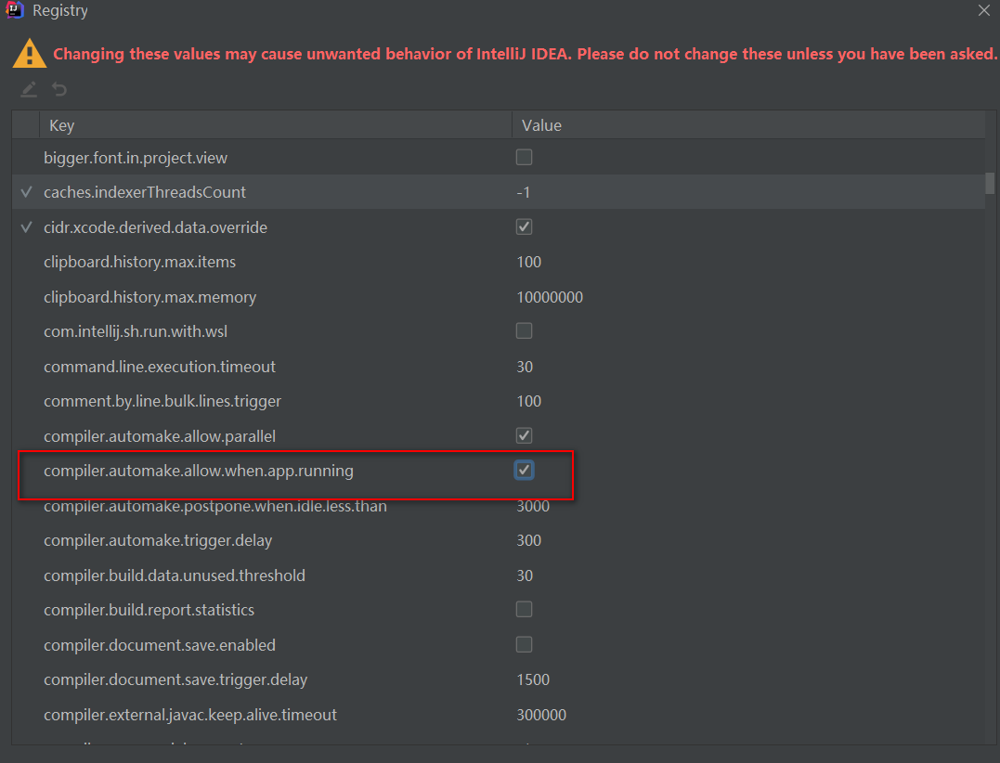 Registry
Changing these values may cause unwanted behavior of IntelliJ IDEA. Please do not change these unless you have been asked.
Key Value
bigger.font.in.project.view
caches.indexerThreadsCount -1
cidr.xcode.derived.data.override
clipboard.history.max.items 100
clipboard.history.max.memory 10000000
com.intellij.sh.run.with.wsl
command.line.execution.timeout 30
comment.by.line.bulk.lines.trigger 100
compiler.automake.allow.parallel
compiler.automake.allow.when.app.running
compiler.automake.postpone.when.idle.less.than 3000
compiler.automake.trigger.delay 300
compiler.build.data.unused.threshold 30
compiler.build.report.statistics
compiler.document.save.enabled
compiler.document.save.trigger.delay 1500
compiler.external.javac.keep.alive.timeout 300000